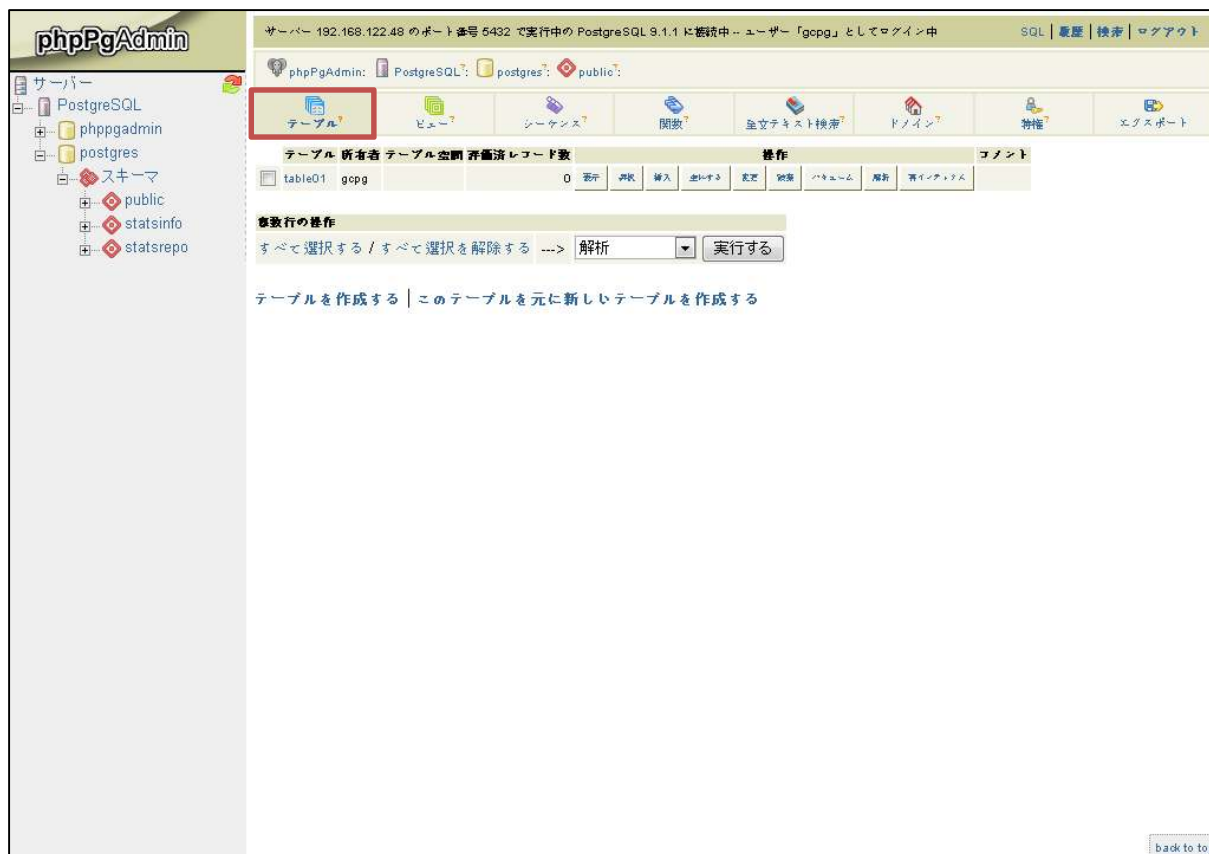 phpPgAdmin
サーバー 192.168.122.48 のポート番号 5432 で実行中の PostgreSQL 9.1.1 に接続中 -- ユーザー「gcpg」としてログイン中
SQL | 履歴 | 検索 | ログアウト
phpPgAdmin: PostgreSQL?: postgres?: public?:
サーバー
PostgreSQL
phppgadmin
postgres
スキーマ
public
statsinfo
statsrepo
テーブル? ビュー? シーケンス? 関数? 全文テキスト検索? ドメイン? 特権? エクスポート
テーブル 所有者 テーブル空間 評価済レコード数 操作 コメント
table01 gcpg 0 表示 選択 挿入 空にする 変更 破棄 バキューム 解析 再インデックス
複数行の操作
すべて選択する / すべて選択を解除する ---> 解析 実行する
テーブルを作成する | このテーブルを元に新しいテーブルを作成する
back to to